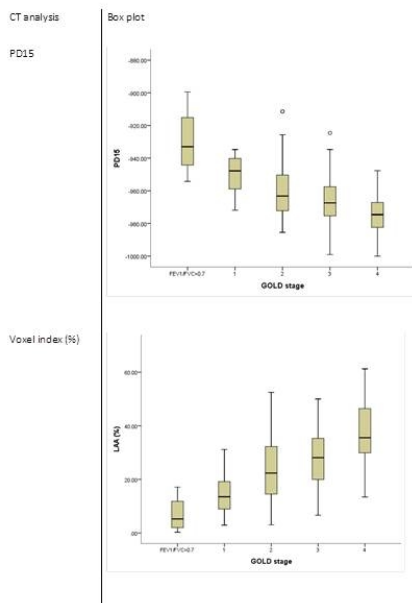 CT analysis
Box plot
PD15
-880.00
-900.00
-920.00
-940.00
-960.00
-980.00
-1000.00
PD15
FEV1/FVC>0.7
1
2
3
4
GOLD stage
Voxel index (%)
60.00
40.00
20.00
.00
LAA (%)
FEV1/FVC>0.7
1
2
3
4
GOLD stage